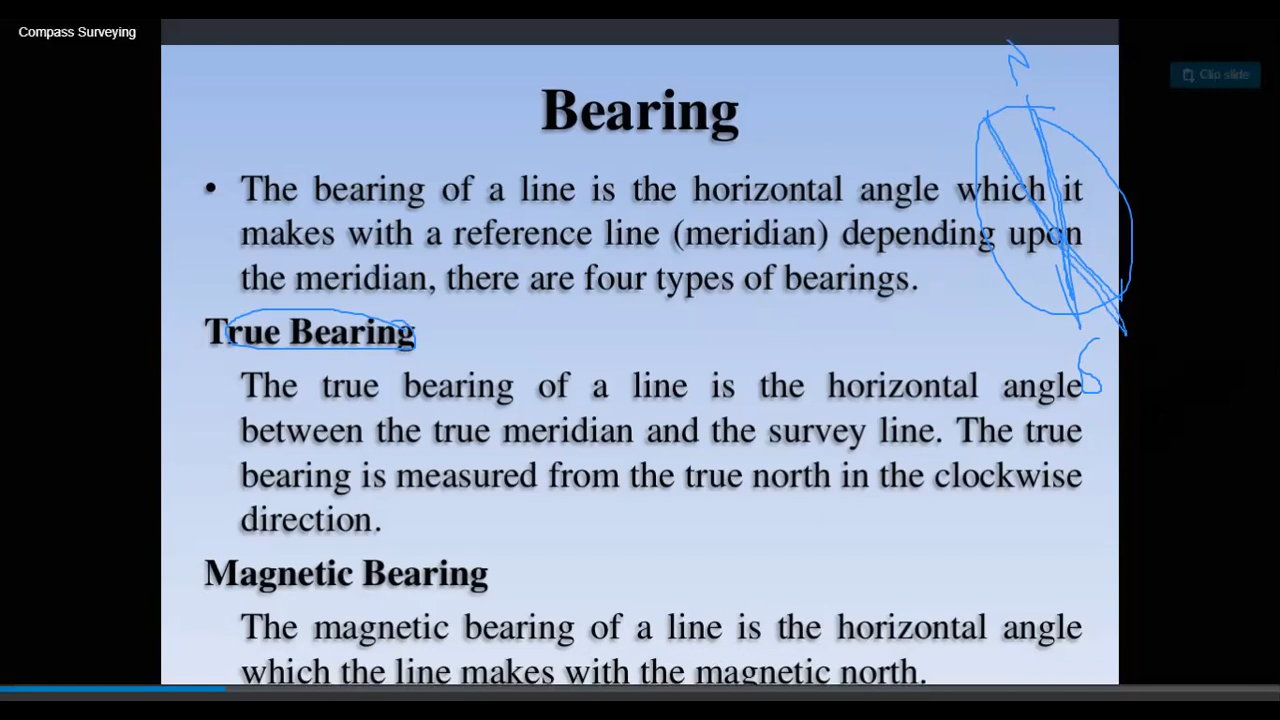 Compass Surveying
Clip slide
N
Bearing
• The bearing of a line is the horizontal angle which it
makes with a reference line (meridian) depending upon
the meridian, there are four types of bearings.
True Bearing
The true bearing of a line is the horizontal angle
S
between the true meridian and the survey line. The true
bearing is measured from the true north in the clockwise
direction.
Magnetic Bearing
The magnetic bearing of a line is the horizontal angle
which the line makes with the magnetic north.